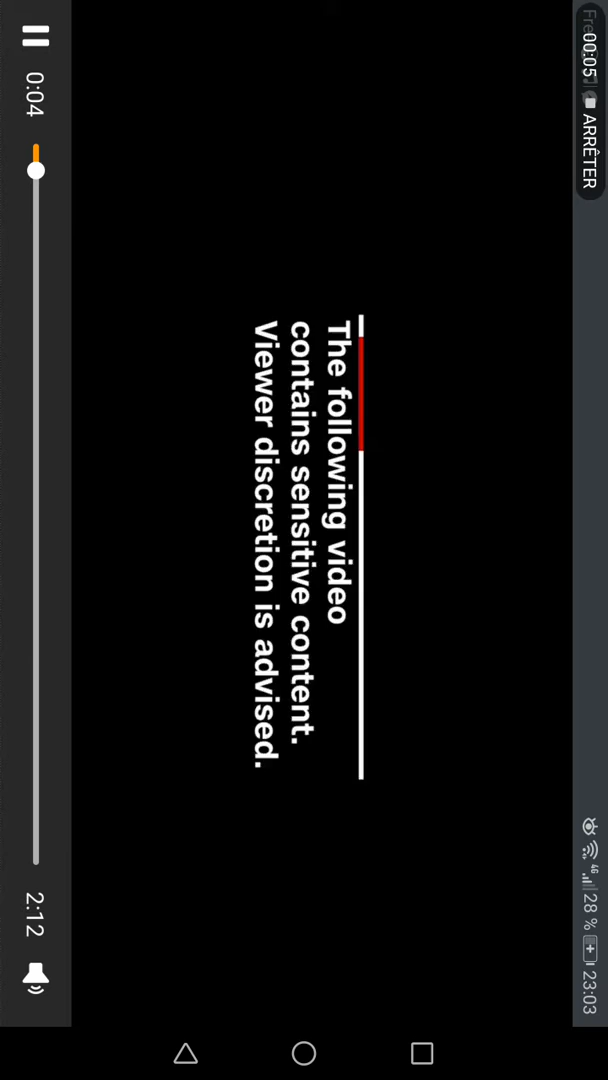 00:05 ARRÊTER
4G 28 % 23:03
The following video
contains sensitive content.
Viewer discretion is advised.
0:04 2:12